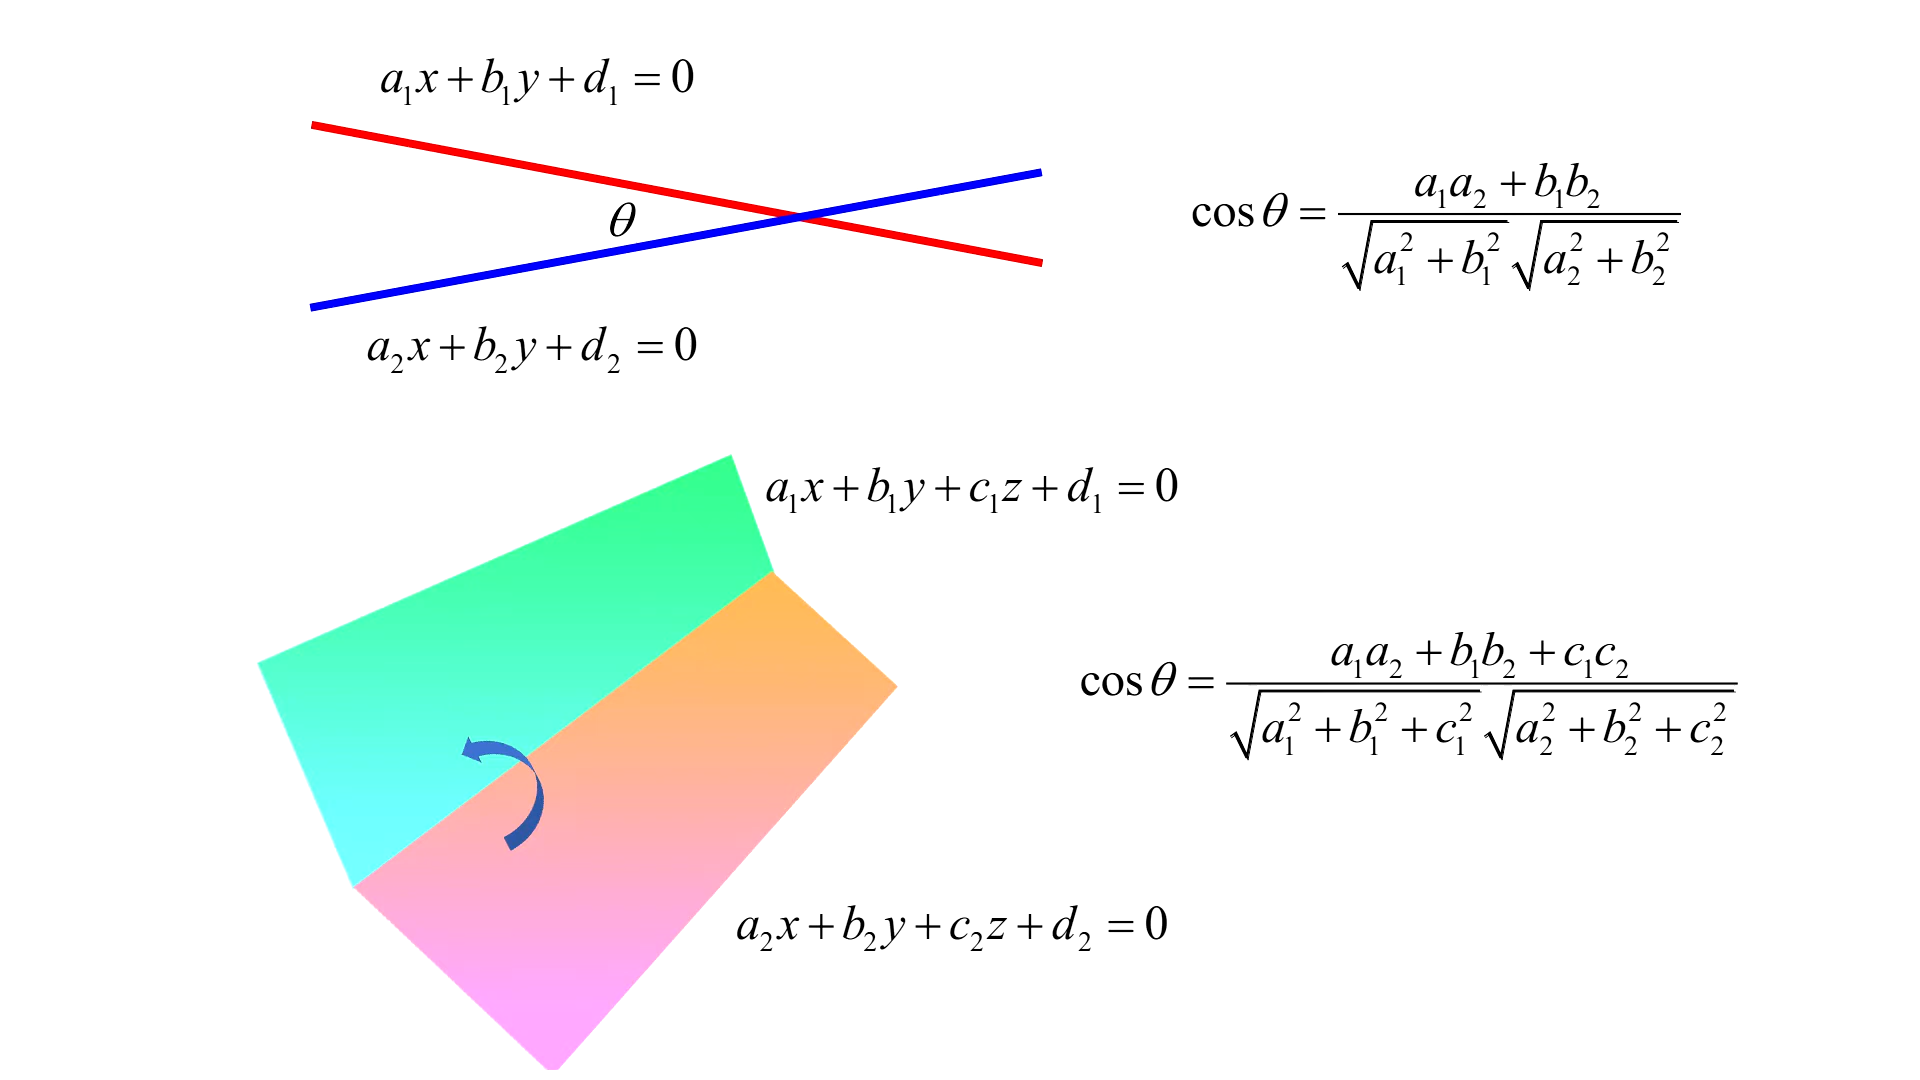 a₁x + b₁y + d₁ = 0
θ
a₂x + b₂y + d₂ = 0
cos θ = (a₁a₂ + b₁b₂) / (√(a₁² + b₁²) √(a₂² + b₂²))
a₁x + b₁y + c₁z + d₁ = 0
cos θ = (a₁a₂ + b₁b₂ + c₁c₂) / (√(a₁² + b₁² + c₁²) √(a₂² + b₂² + c₂²))
a₂x + b₂y + c₂z + d₂ = 0